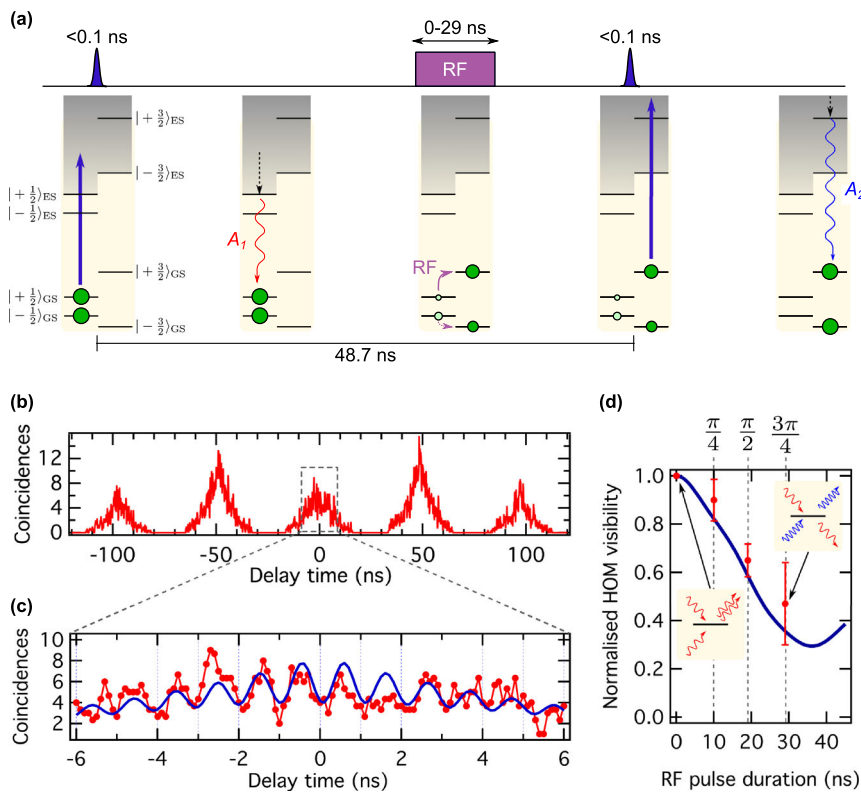 (a)
<0.1 ns
0-29 ns
<0.1 ns
RF
|+3/2⟩ES
|−3/2⟩ES
|+1/2⟩ES
|−1/2⟩ES
A1
A2
|+3/2⟩GS
RF
|+1/2⟩GS
|−1/2⟩GS
|−3/2⟩GS
48.7 ns
(b)
Coincidences
12
8
4
0
-100 -50 0 50 100
Delay time (ns)
(c)
Coincidences
10
8
6
4
2
-6 -4 -2 0 2 4 6
Delay time (ns)
(d)
π/4 π/2 3π/4
Normalised HOM visibility
1.0
0.8
0.6
0.4
0.2
0.0
0 10 20 30 40
RF pulse duration (ns)